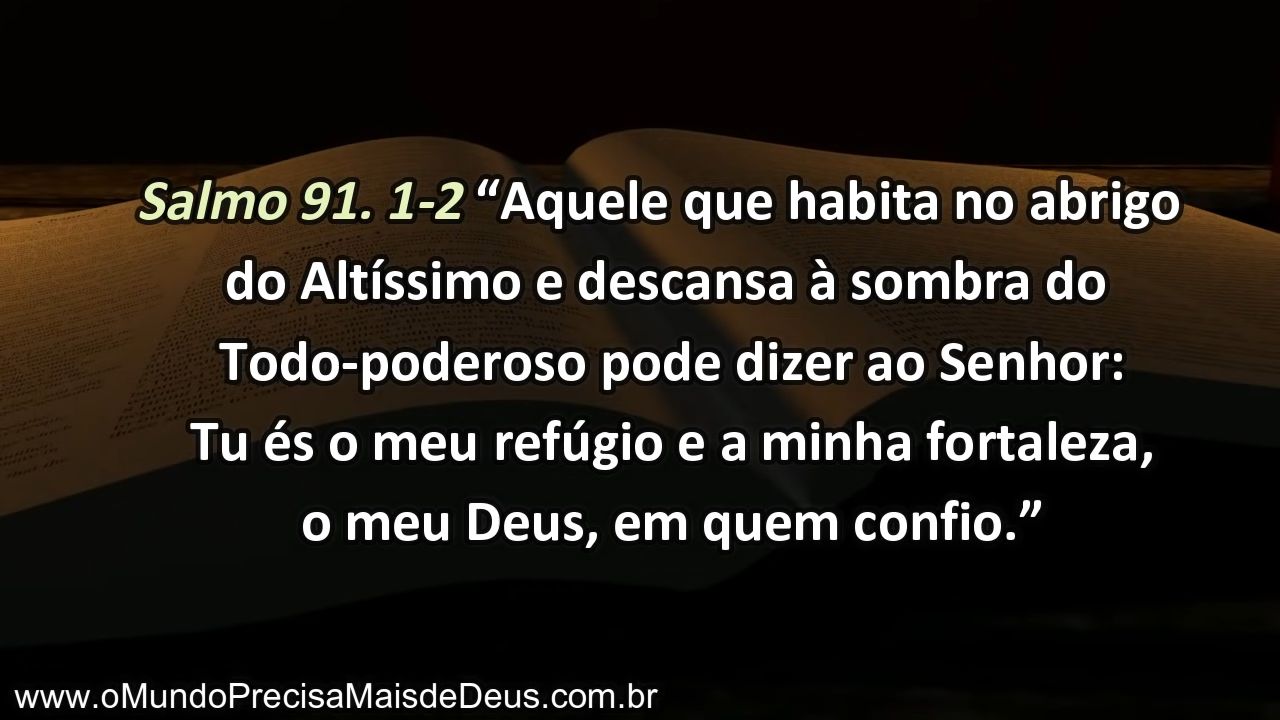 Salmo 91. 1-2 “Aquele que habita no abrigo
do Altíssimo e descansa à sombra do
Todo-poderoso pode dizer ao Senhor:
Tu és o meu refúgio e a minha fortaleza,
o meu Deus, em quem confio.”
www.oMundoPrecisaMaisdeDeus.com.br